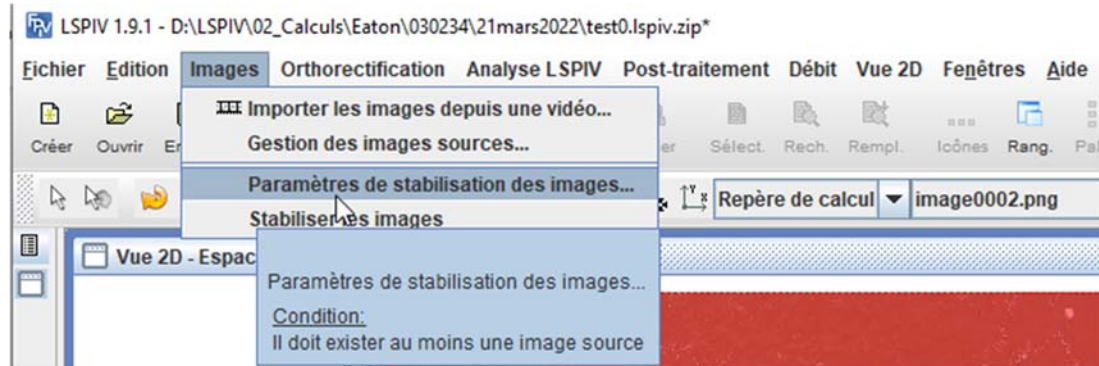 LSPIV 1.9.1 - D:\LSPIV\02_Calculs\Eaton\030234\21mars2022\test0.lspiv.zip*
Fichier Edition Images Orthorectification Analyse LSPIV Post-traitement Débit Vue 2D Fenêtres Aide
Importer les images depuis une vidéo...
Créer Ouvrir Sélect. Rech. Rempl. Icônes Rang.
Gestion des images sources...
Paramètres de stabilisation des images...
Repère de calcul image0002.png
Stabiliser les images
Vue 2D - Espac
Paramètres de stabilisation des images...
Condition:
Il doit exister au moins une image source